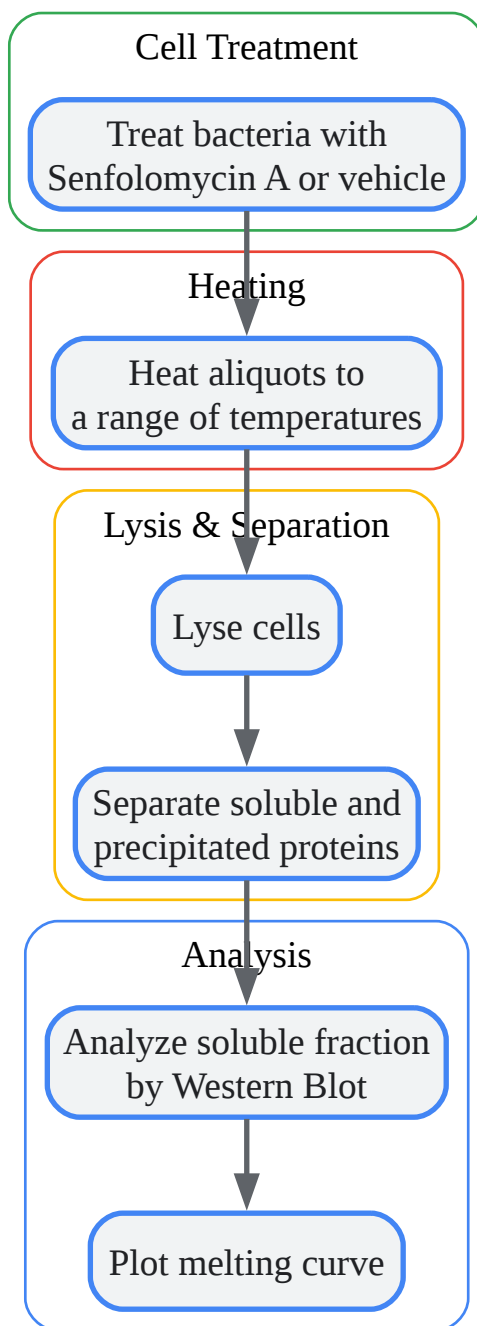 Cell Treatment
Treat bacteria with
Senfolomycin A or vehicle
Heating
Heat aliquots to
a range of temperatures
Lysis & Separation
Lyse cells
Separate soluble and
precipitated proteins
Analysis
Analyze soluble fraction
by Western Blot
Plot melting curve